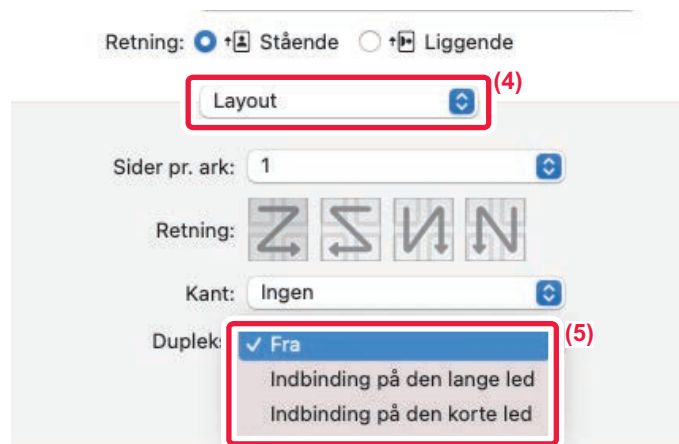 Retning: Stående Liggende
(4)
Layout
Sider pr. ark: 1
Retning:
Kant: Ingen
Duplek: ✓ Fra
(5)
Indbinding på den lange led
Indbinding på den korte led